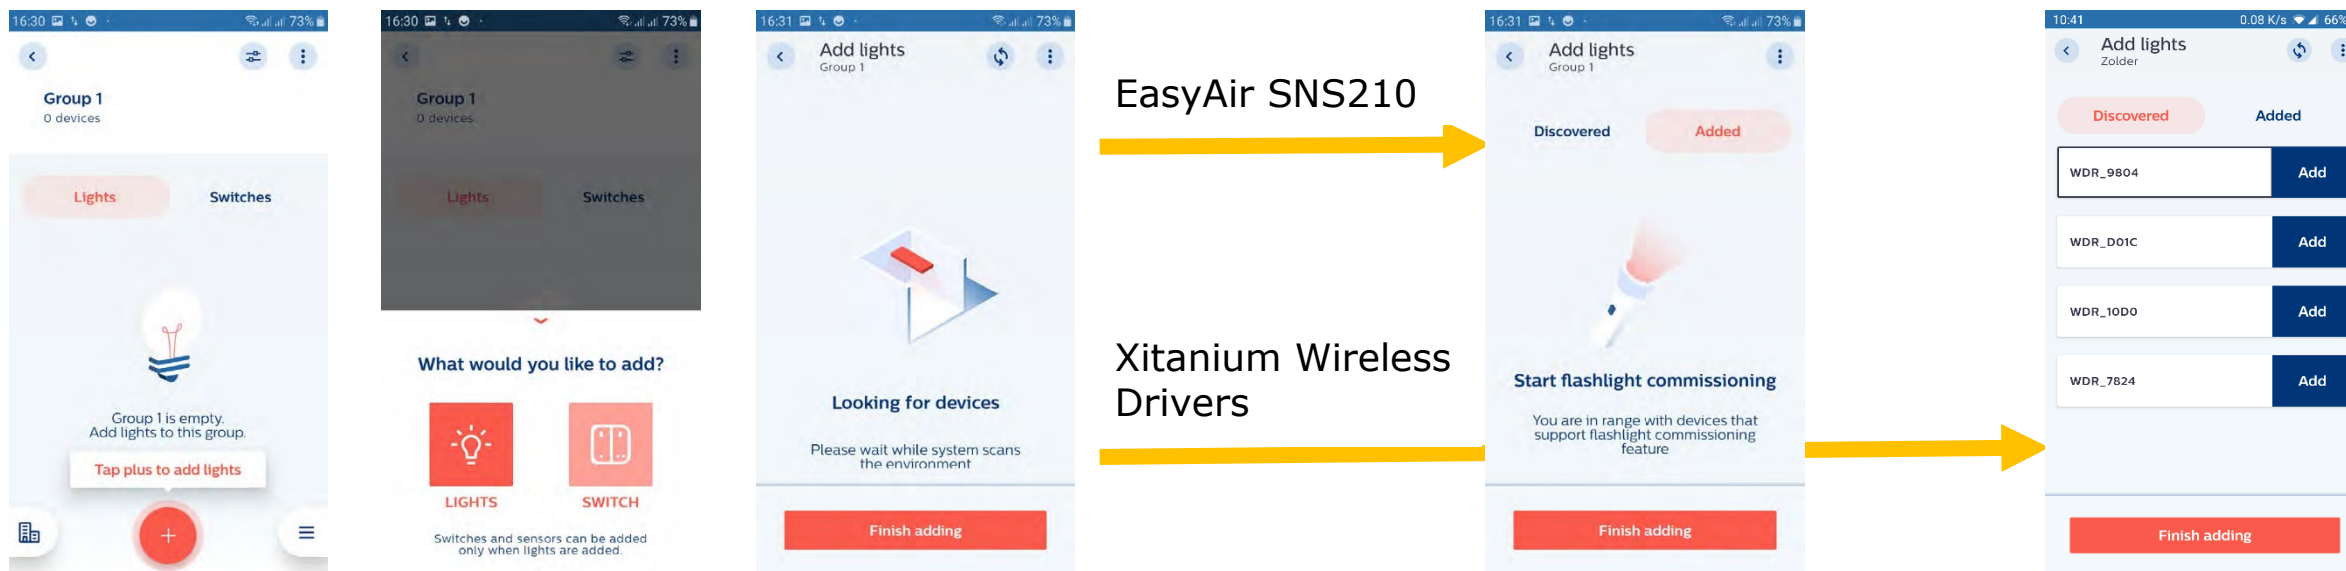 16:30
73%
Group 1
0 devices
Lights
Switches
Group 1 is empty.
Add lights to this group.
Tap plus to add lights
16:30
73%
Group 1
0 devices
Lights
Switches
What would you like to add?
LIGHTS
SWITCH
Switches and sensors can be added
only when lights are added.
16:31
73%
Add lights
Group 1
Looking for devices
Please wait while system scans
the environment
Finish adding
EasyAir SNS210
Xitanium Wireless
Drivers
16:31
73%
Add lights
Group 1
Discovered
Added
Start flashlight commissioning
You are in range with devices that
support flashlight commissioning
feature
Finish adding
10:41
0.08 K/s
66%
Add lights
Zolder
Discovered
Added
WDR_9804
Add
WDR_D01C
Add
WDR_10D0
Add
WDR_7824
Add
Finish adding